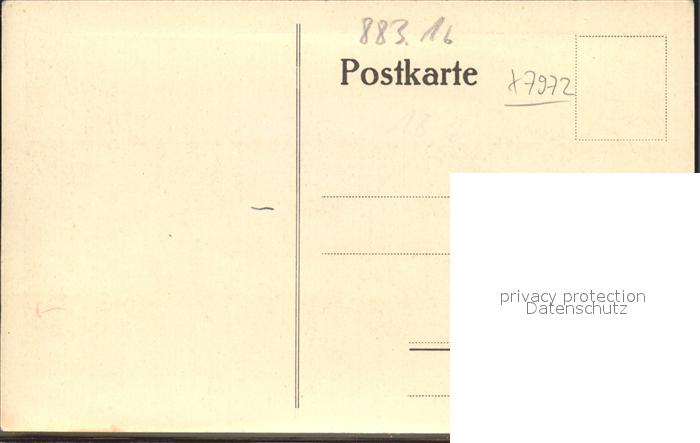 883.16
Postkarte
x7972
privacy protection
Datenschutz